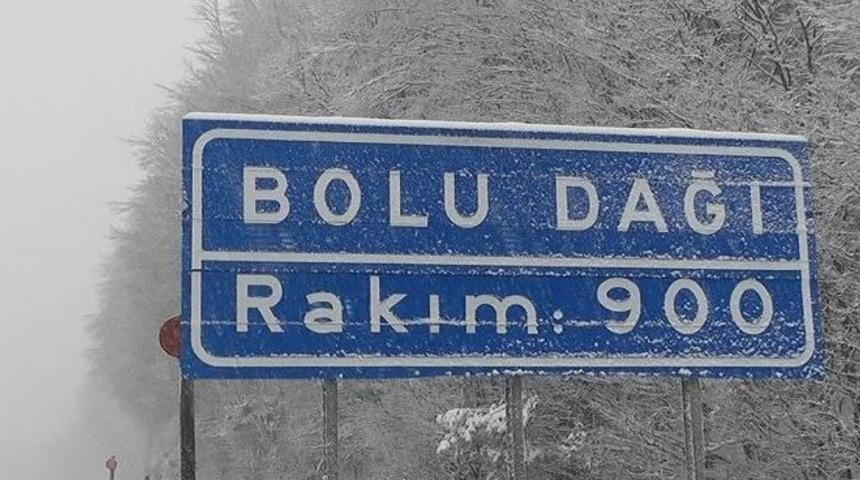 BOLU DAĞI
Rakım: 900